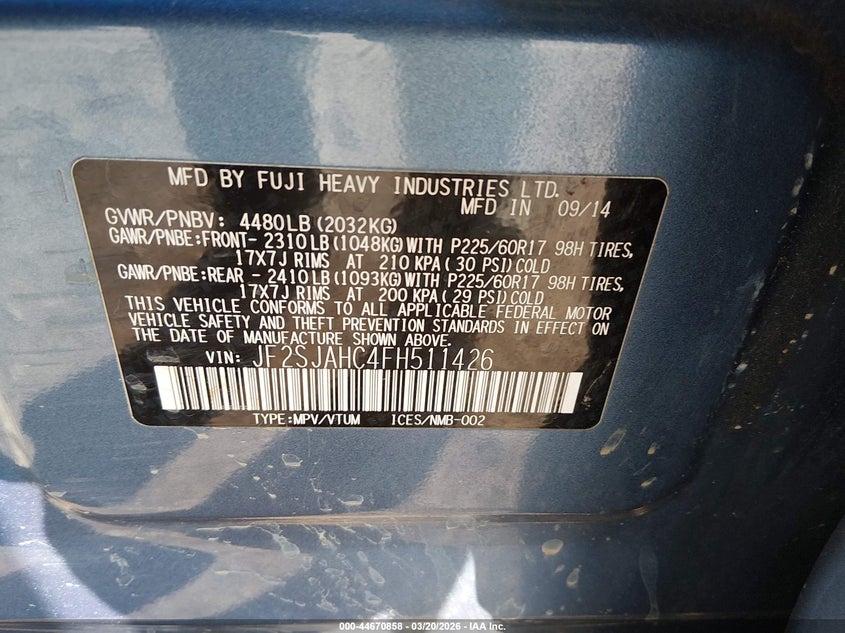 MFD BY FUJI HEAVY INDUSTRIES LTD.
MFD IN 09/14
GVWR/PNBV: 4480LB(2032KG)
GAWR/PNBE:FRONT- 2310LB(1048KG)WITH P225/60R17 98H TIRES,
17X7J RIMS AT 210 KPA(30 PSI)COLD
GAWR/PNBE:REAR - 2410LB(1093KG)WITH P225/60R17 98H TIRES,
17X7J RIMS AT 200 KPA(29 PSI)COLD
THIS VEHICLE CONFORMS TO ALL APPLICABLE FEDERAL MOTOR
VEHICLE SAFETY AND THEFT PREVENTION STANDARDS IN EFFECT ON
THE DATE OF MANUFACTURE SHOWN ABOVE.
VIN: JF2SJAHC4FH511426
TYPE:MPV/VTUM ICES/NMB-002
000-44670858 - 03/20/2026 - IAA Inc.